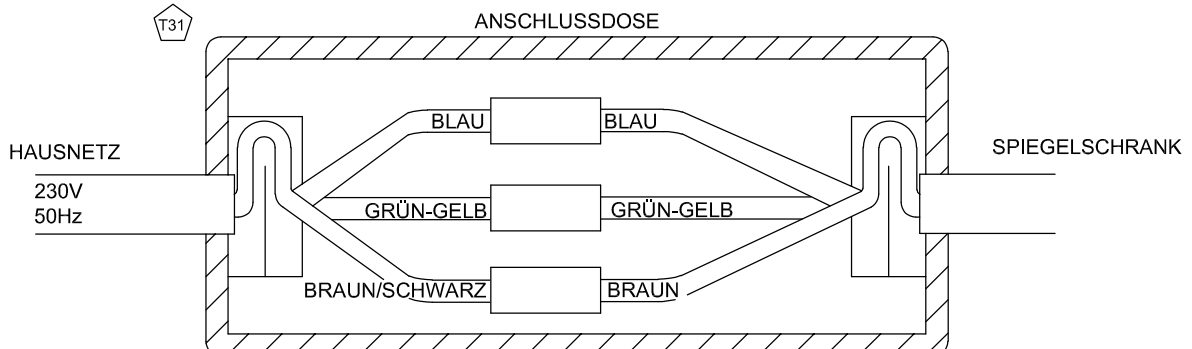 T31
ANSCHLUSSDOSE
HAUSNETZ
230V
50Hz
SPIEGELSCHRANK
BLAU
BLAU
GRÜN-GELB
GRÜN-GELB
BRAUN/SCHWARZ
BRAUN